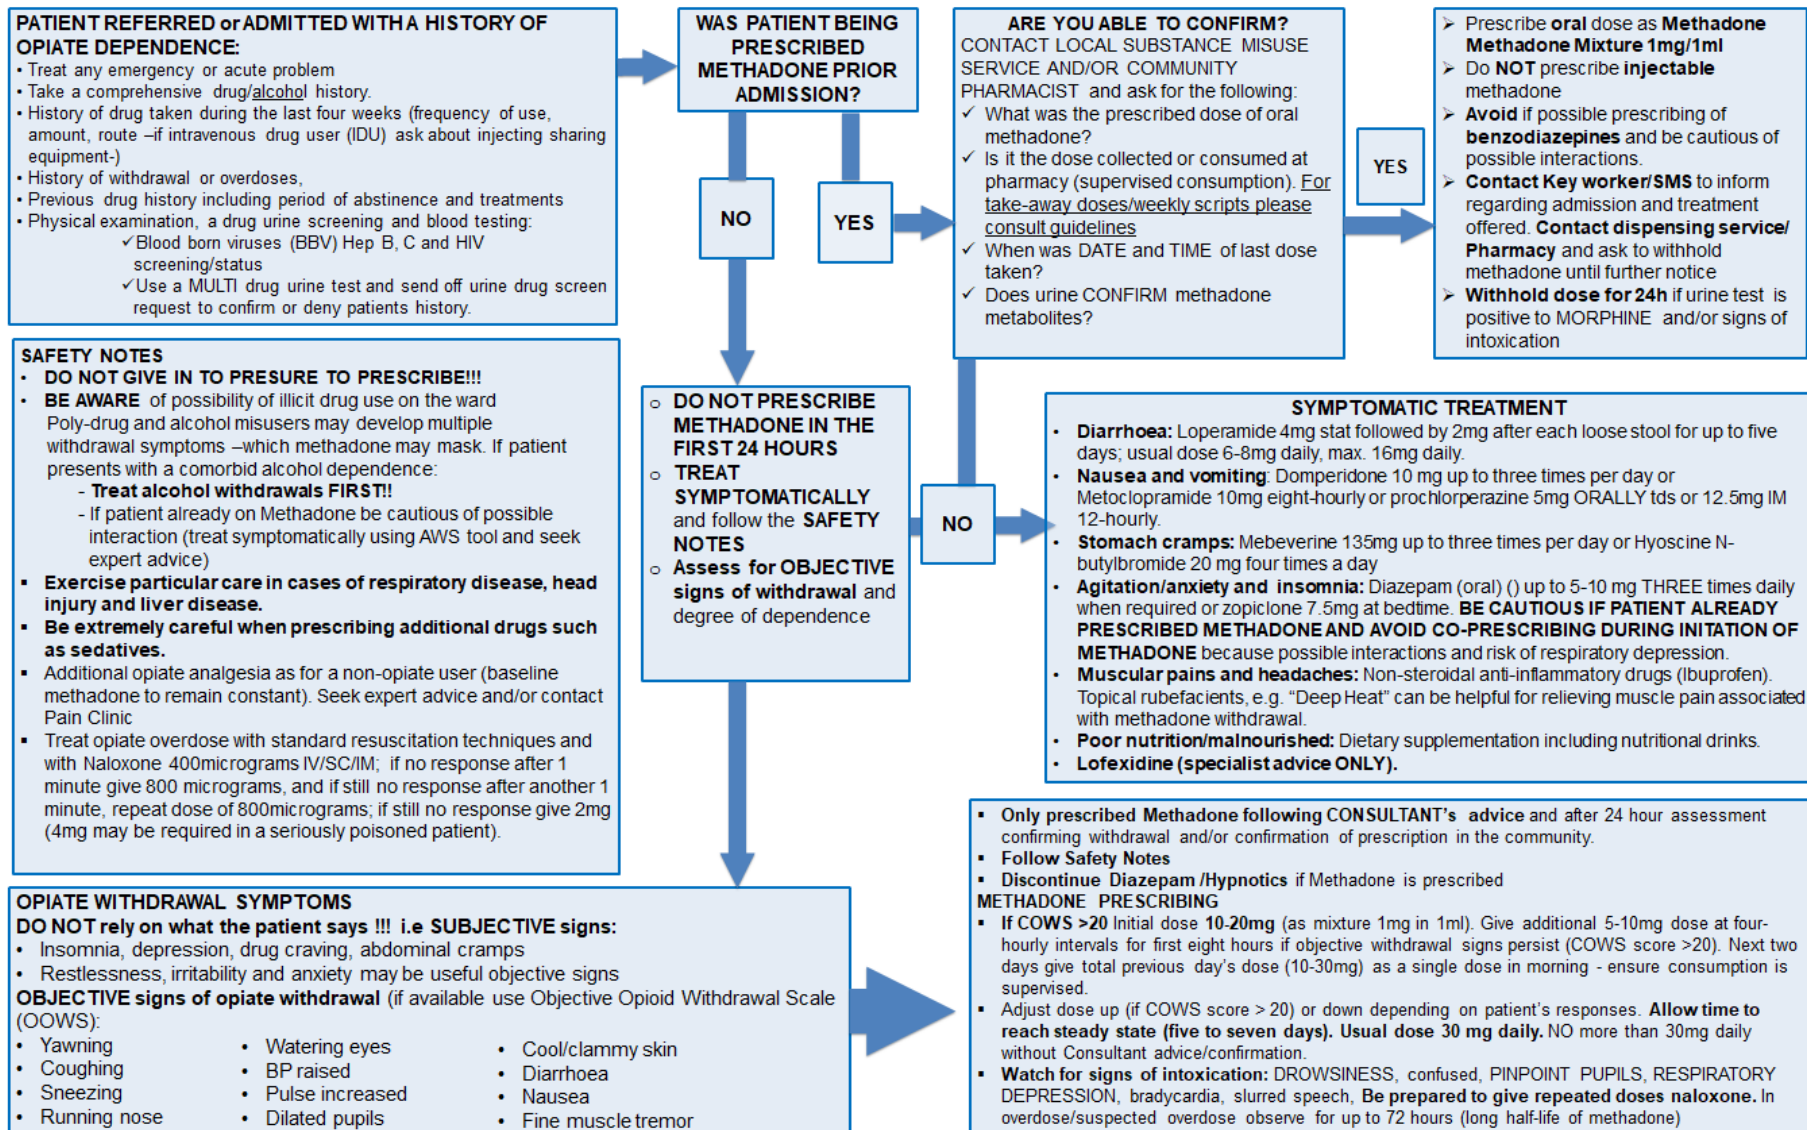 PATIENT REFERRED or ADMITTED WITH A HISTORY OF
OPIATE DEPENDENCE:
• Treat any emergency or acute problem
• Take a comprehensive drug/alcohol history.
• History of drug taken during the last four weeks (frequency of use,
amount, route –if intravenous drug user (IDU) ask about injecting sharing
equipment-)
• History of withdrawal or overdoses,
• Previous drug history including period of abstinence and treatments
• Physical examination, a drug urine screening and blood testing:
✓Blood born viruses (BBV) Hep B, C and HIV
screening/status
✓Use a MULTI drug urine test and send off urine drug screen
request to confirm or deny patients history.
WAS PATIENT BEING
PRESCRIBED
METHADONE PRIOR
ADMISSION?
NO
YES
ARE YOU ABLE TO CONFIRM?
CONTACT LOCAL SUBSTANCE MISUSE
SERVICE AND/OR COMMUNITY
PHARMACIST and ask for the following:
✓ What was the prescribed dose of oral
methadone?
✓ Is it the dose collected or consumed at
pharmacy (supervised consumption). For
take-away doses/weekly scripts please
consult guidelines
✓ When was DATE and TIME of last dose
taken?
✓ Does urine CONFIRM methadone
metabolites?
YES
➢ Prescribe oral dose as Methadone
Methadone Mixture 1mg/1ml
➢ Do NOT prescribe injectable
methadone
➢ Avoid if possible prescribing of
benzodiazepines and be cautious of
possible interactions.
➢ Contact Key worker/SMS to inform
regarding admission and treatment
offered. Contact dispensing service/
Pharmacy and ask to withhold
methadone until further notice
➢ Withhold dose for 24h if urine test is
positive to MORPHINE and/or signs of
intoxication
SAFETY NOTES
• DO NOT GIVE IN TO PRESURE TO PRESCRIBE!!!
• BE AWARE of possibility of illicit drug use on the ward
Poly-drug and alcohol misusers may develop multiple
withdrawal symptoms –which methadone may mask. If patient
presents with a comorbid alcohol dependence:
- Treat alcohol withdrawals FIRST!!
- If patient already on Methadone be cautious of possible
interaction (treat symptomatically using AWS tool and seek
expert advice)
▪ Exercise particular care in cases of respiratory disease, head
injury and liver disease.
▪ Be extremely careful when prescribing additional drugs such
as sedatives.
▪ Additional opiate analgesia as for a non-opiate user (baseline
methadone to remain constant). Seek expert advice and/or contact
Pain Clinic
▪ Treat opiate overdose with standard resuscitation techniques and
with Naloxone 400micrograms IV/SC/IM; if no response after 1
minute give 800 micrograms, and if still no response after another 1
minute, repeat dose of 800micrograms; if still no response give 2mg
(4mg may be required in a seriously poisoned patient).
o DO NOT PRESCRIBE
METHADONE IN THE
FIRST 24 HOURS
o TREAT
SYMPTOMATICALLY
and follow the SAFETY
NOTES
o Assess for OBJECTIVE
signs of withdrawal and
degree of dependence
NO
SYMPTOMATIC TREATMENT
• Diarrhoea: Loperamide 4mg stat followed by 2mg after each loose stool for up to five
days; usual dose 6-8mg daily, max. 16mg daily.
• Nausea and vomiting: Domperidone 10 mg up to three times per day or
Metoclopramide 10mg eight-hourly or prochlorperazine 5mg ORALLY tds or 12.5mg IM
12-hourly.
• Stomach cramps: Mebeverine 135mg up to three times per day or Hyoscine N-
butylbromide 20 mg four times a day
• Agitation/anxiety and insomnia: Diazepam (oral) () up to 5-10 mg THREE times daily
when required or zopiclone 7.5mg at bedtime. BE CAUTIOUS IF PATIENT ALREADY
PRESCRIBED METHADONE AND AVOID CO-PRESCRIBING DURING INITATION OF
METHADONE because possible interactions and risk of respiratory depression.
• Muscular pains and headaches: Non-steroidal anti-inflammatory drugs (Ibuprofen).
Topical rubefacients, e.g. “Deep Heat” can be helpful for relieving muscle pain associated
with methadone withdrawal.
• Poor nutrition/malnourished: Dietary supplementation including nutritional drinks.
• Lofexidine (specialist advice ONLY).
OPIATE WITHDRAWAL SYMPTOMS
DO NOT rely on what the patient says !!! i.e SUBJECTIVE signs:
• Insomnia, depression, drug craving, abdominal cramps
• Restlessness, irritability and anxiety may be useful objective signs
OBJECTIVE signs of opiate withdrawal (if available use Objective Opioid Withdrawal Scale
(OOWS):
• Yawning
• Coughing
• Sneezing
• Running nose
• Watering eyes
• BP raised
• Pulse increased
• Dilated pupils
• Cool/clammy skin
• Diarrhoea
• Nausea
• Fine muscle tremor
▪ Only prescribed Methadone following CONSULTANT's advice and after 24 hour assessment
confirming withdrawal and/or confirmation of prescription in the community.
▪ Follow Safety Notes
▪ Discontinue Diazepam /Hypnotics if Methadone is prescribed
METHADONE PRESCRIBING
▪ If COWS >20 Initial dose 10-20mg (as mixture 1mg in 1ml). Give additional 5-10mg dose at four-
hourly intervals for first eight hours if objective withdrawal signs persist (COWS score >20). Next two
days give total previous day's dose (10-30mg) as a single dose in morning - ensure consumption is
supervised.
▪ Adjust dose up (if COWS score > 20) or down depending on patient's responses. Allow time to
reach steady state (five to seven days). Usual dose 30 mg daily. NO more than 30mg daily
without Consultant advice/confirmation.
▪ Watch for signs of intoxication: DROWSINESS, confused, PINPOINT PUPILS, RESPIRATORY
DEPRESSION, bradycardia, slurred speech, Be prepared to give repeated doses naloxone. In
overdose/suspected overdose observe for up to 72 hours (long half-life of methadone)